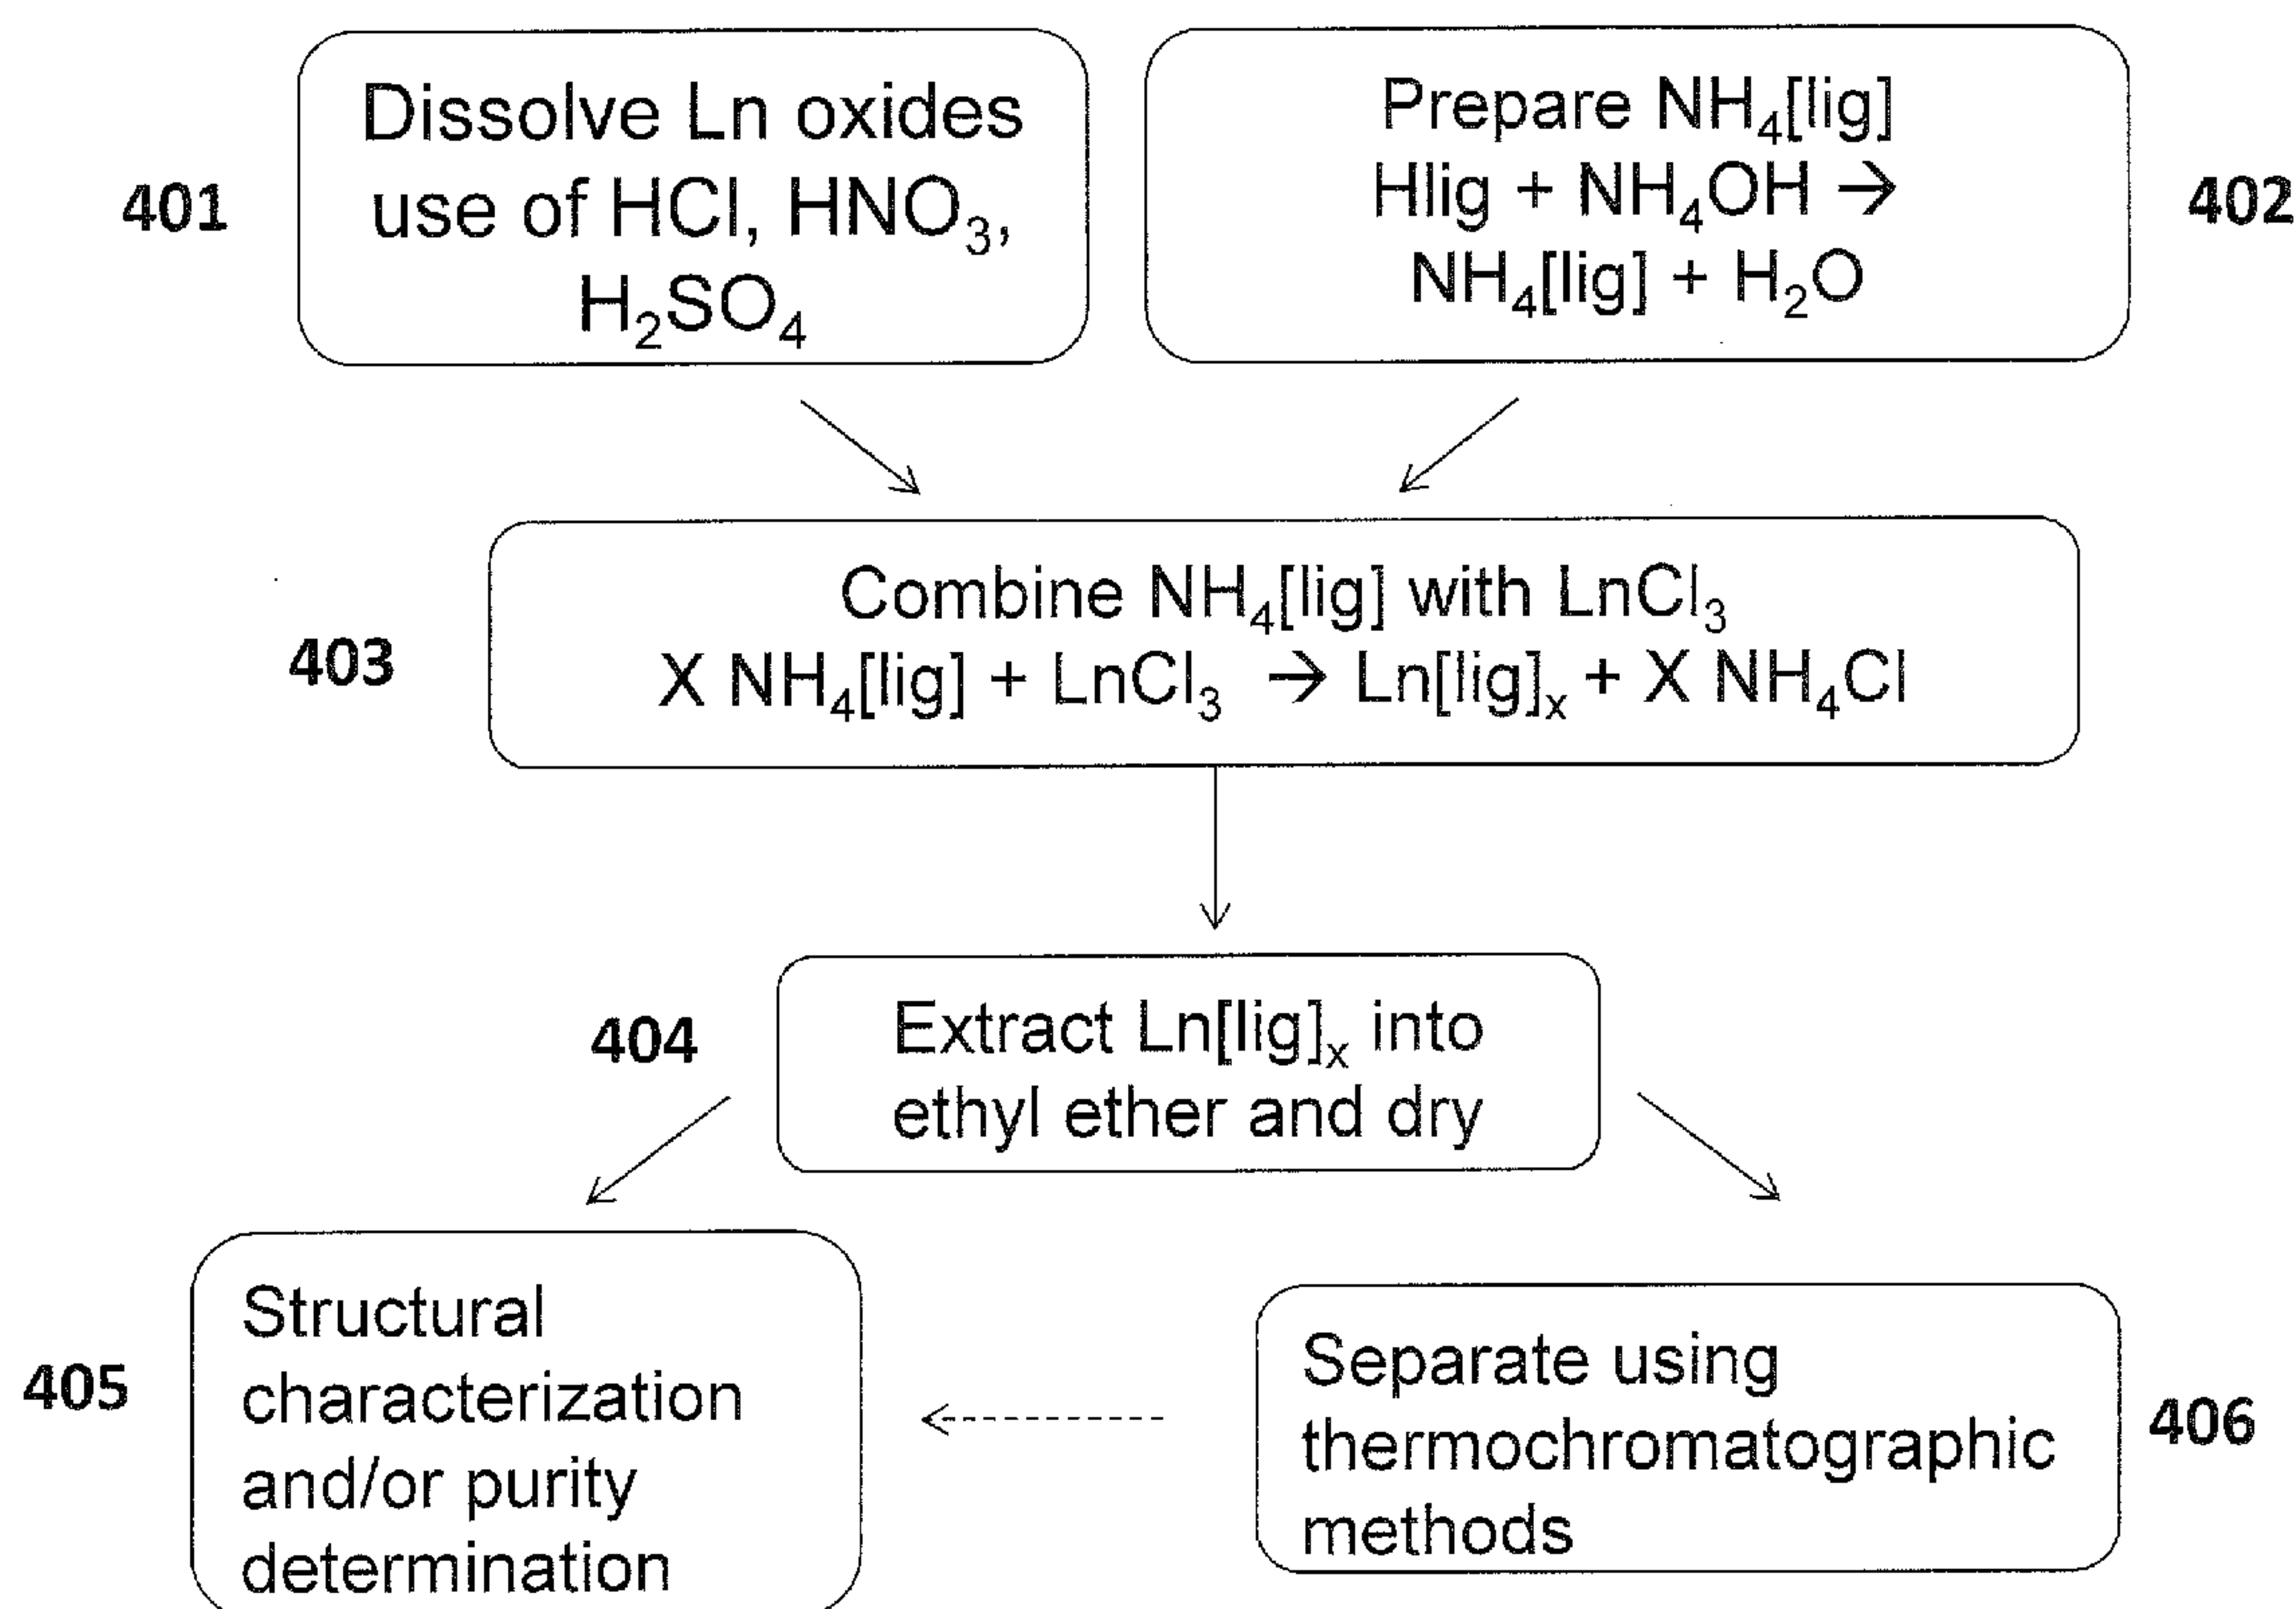 Dissolve Ln oxides
use of HCl, HNO₃,
H₂SO₄
401
Prepare NH₄[lig]
Hlig + NH₄OH →
NH₄[lig] + H₂O
402
Combine NH₄[lig] with LnCl₃
X NH₄[lig] + LnCl₃ → Ln[lig]ₓ + X NH₄Cl
403
404
Extract Ln[lig]ₓ into
ethyl ether and dry
Structural
characterization
and/or purity
determination
405
Separate using
thermochromatographic
methods
406